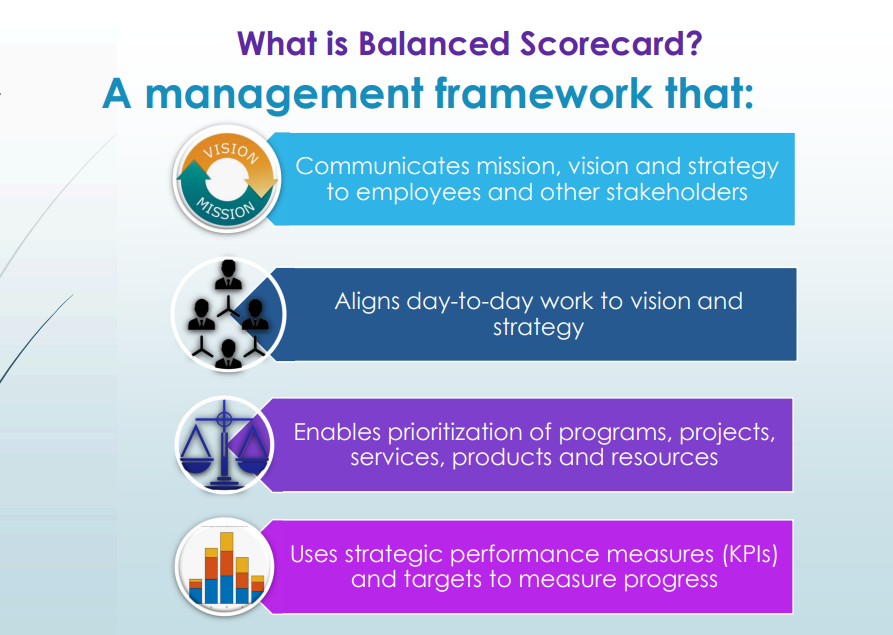 What is Balanced Scorecard?
A management framework that:
VISION
MISSION
Communicates mission, vision and strategy
to employees and other stakeholders
Aligns day-to-day work to vision and
strategy
Enables prioritization of programs, projects,
services, products and resources
Uses strategic performance measures (KPIs)
and targets to measure progress